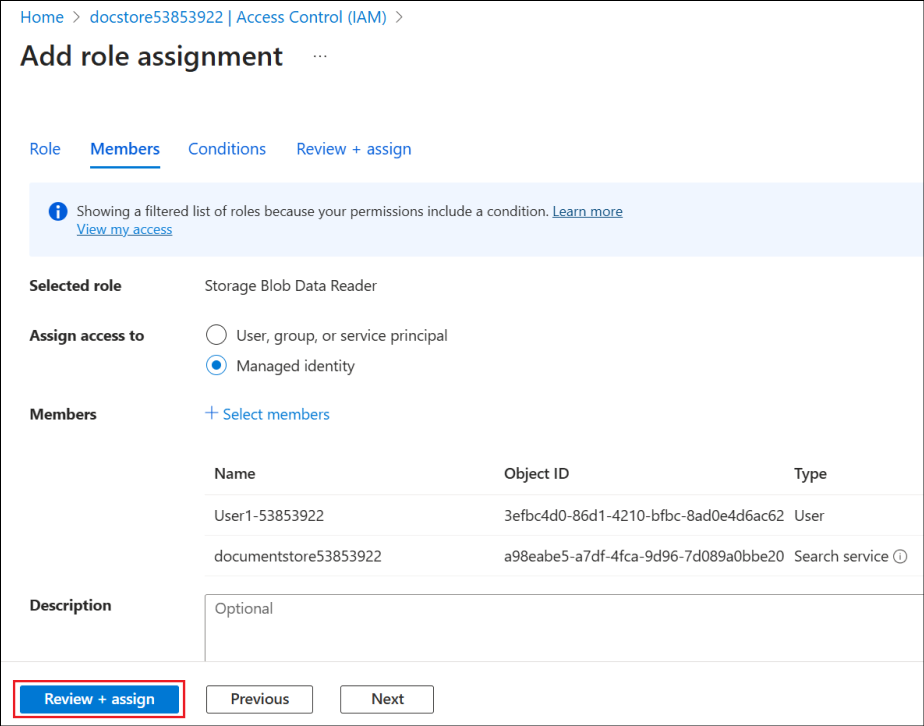 Home > docstore53853922 | Access Control (IAM) >
Add role assignment ...
Role Members Conditions Review + assign
Showing a filtered list of roles because your permissions include a condition. Learn more
View my access
Selected role Storage Blob Data Reader
Assign access to User, group, or service principal
Managed identity
Members + Select members
Name Object ID Type
User1-53853922 3efbc4d0-86d1-4210-bfbc-8ad0e4d6ac62 User
documentstore53853922 a98eabe5-a7df-4fca-9d96-7d089a0bbe20 Search service
Description Optional
Review + assign Previous Next